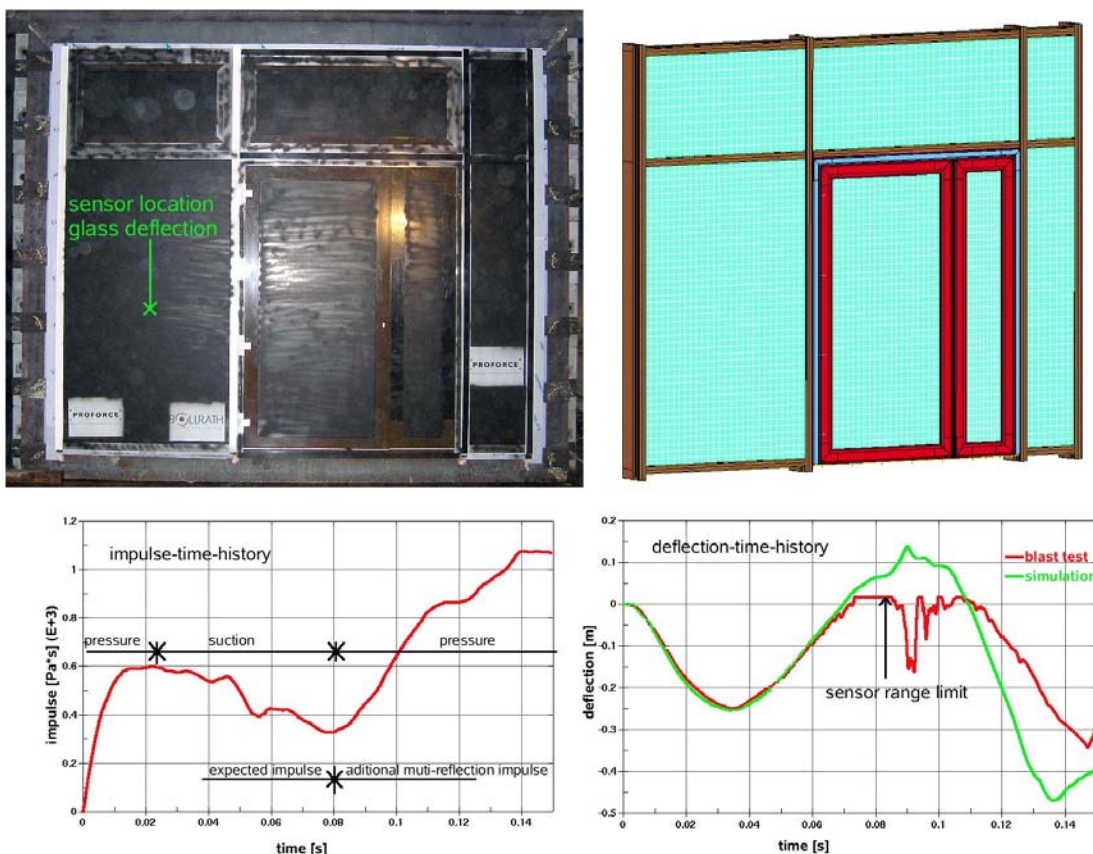 sensor location
glass deflection
PROFORCE
PROFORCE
BOLLRATH
impulse-time-history
1.2
1
0.8
0.6
0.4
0.2
0
pressure
suction
pressure
expected impulse
aditional muti-reflection impulse
impulse [Pa*s] (E+3)
0
0.02
0.04
0.06
0.08
0.1
0.12
0.14
time [s]
deflection-time-history
blast test
simulation
0.2
0.1
0
-0.1
-0.2
-0.3
-0.4
-0.5
sensor range limit
deflection [m]
0
0.02
0.04
0.06
0.08
0.1
0.12
0.14
time [s]